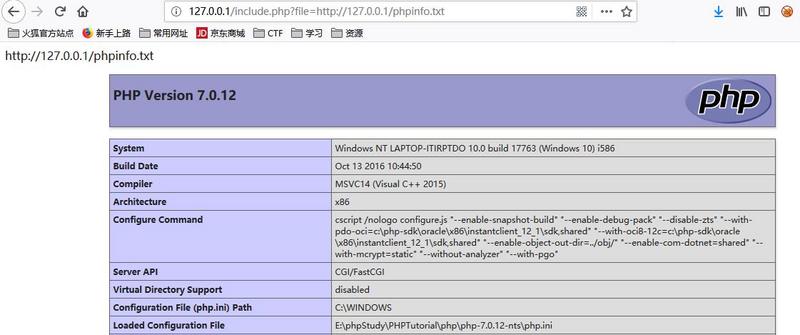 127.0.0.1/include.php?file=http://127.0.0.1/phpinfo.txt
火狐官方站点 新手上路 常用网址 JD 京东商城 CTF 学习 资源
http://127.0.0.1/phpinfo.txt
PHP Version 7.0.12
php
System Windows NT LAPTOP-ITIRPTDO 10.0 build 17763 (Windows 10) i586
Build Date Oct 13 2016 10:44:50
Compiler MSVC14 (Visual C++ 2015)
Architecture x86
Configure Command cscript /nologo configure.js "--enable-snapshot-build" "--enable-debug-pack" "--disable-zts" "--with-
pdo-oci=c:\php-sdk\oracle\x86\instantclient_12_1\sdk,shared" "--with-oci8-12c=c:\php-sdk\oracle
\x86\instantclient_12_1\sdk,shared" "--enable-object-out-dir=../obj/" "--enable-com-dotnet=shared" "--
with-mcrypt=static" "--without-analyzer" "--with-pgo"
Server API CGI/FastCGI
Virtual Directory Support disabled
Configuration File (php.ini) Path C:\WINDOWS
Loaded Configuration File E:\phpStudy\PHPTutorial\php\php-7.0.12-nts\php.ini